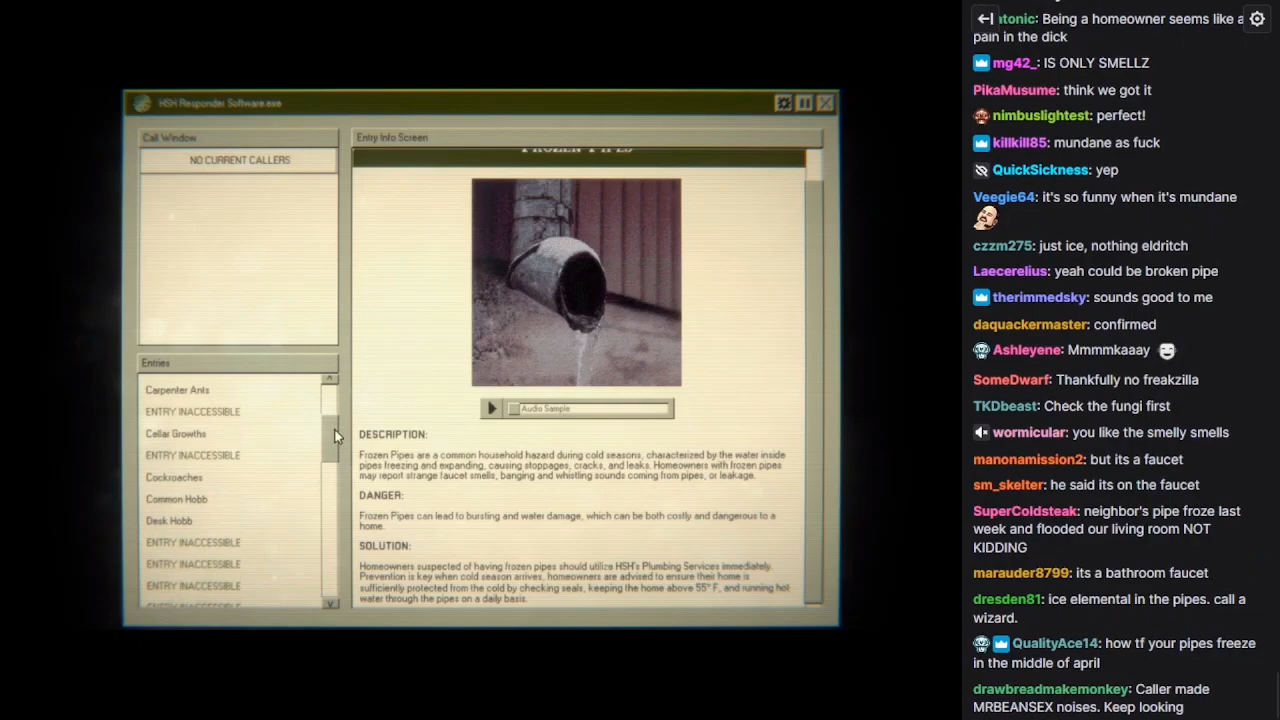 HSH Responder Software.exe
Call Window
NO CURRENT CALLERS
Entries
Carpenter Ants
ENTRY INACCESSIBLE
Cellar Growths
ENTRY INACCESSIBLE
Cockroaches
Common Hobb
Desk Hobb
ENTRY INACCESSIBLE
ENTRY INACCESSIBLE
ENTRY INACCESSIBLE
ENTRY INACCESSIBLE
Entry Info Screen
FROZEN PIPES
Audio Sample
DESCRIPTION:
Frozen Pipes are a common household hazard during cold seasons, characterized by the water inside
pipes freezing and expanding, causing stoppages, cracks, and leaks. Homeowners with frozen pipes
may report strange faucet smells, banging and whistling sounds coming from pipes, or leakage.
DANGER:
Frozen Pipes can lead to bursting and water damage, which can be both costly and dangerous to a
home.
SOLUTION:
Homeowners suspected of having frozen pipes should utilize HSH's Plumbing Services immediately.
Prevention is key when cold season arrives, homeowners are advised to ensure their home is
sufficiently protected from the cold by checking seals, keeping the home above 55° F, and running hot
water through the pipes on a daily basis.
tonic: Being a homeowner seems like a
pain in the dick
mg42_: IS ONLY SMELLZ
PikaMusume: think we got it
nimbuslightest: perfect!
killkill85: mundane as fuck
QuickSickness: yep
Veegie64: it's so funny when it's mundane
czzm275: just ice, nothing eldritch
Laecerelius: yeah could be broken pipe
therimmedsky: sounds good to me
daquackermaster: confirmed
Ashleyene: Mmmmkaaay
SomeDwarf: Thankfully no freakzilla
TKDbeast: Check the fungi first
wormicular: you like the smelly smells
manonamission2: but its a faucet
sm_skelter: he said its on the faucet
SuperColdsteak: neighbor's pipe froze last
week and flooded our living room NOT
KIDDING
marauder8799: its a bathroom faucet
dresden81: ice elemental in the pipes. call a
wizard.
QualityAce14: how tf your pipes freeze
in the middle of april
drawbreadmakemonkey: Caller made
MRBEANSEX noises. Keep looking